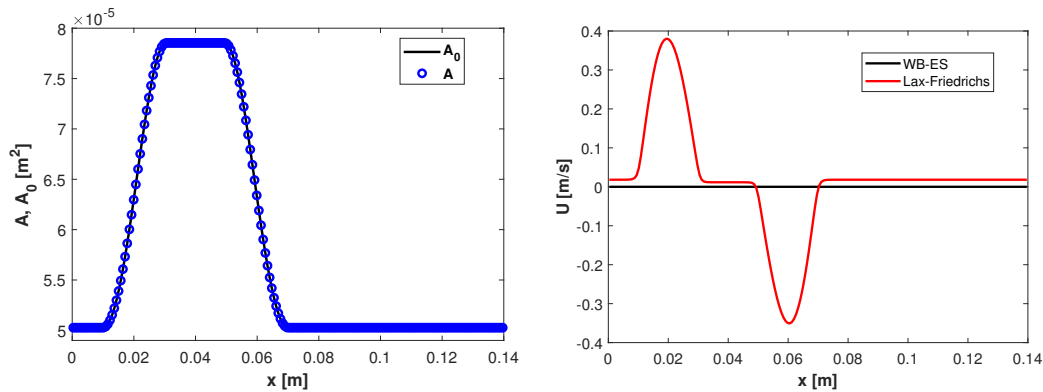 ×10⁻⁵
8
7.5
7
6.5
6
5.5
5
A, A₀ [m²]
A₀
A
0 0.02 0.04 0.06 0.08 0.1 0.12 0.14
x [m]
0.4
0.3
0.2
0.1
0
-0.1
-0.2
-0.3
-0.4
U [m/s]
WB-ES
Lax-Friedrichs
0 0.02 0.04 0.06 0.08 0.1 0.12 0.14
x [m]